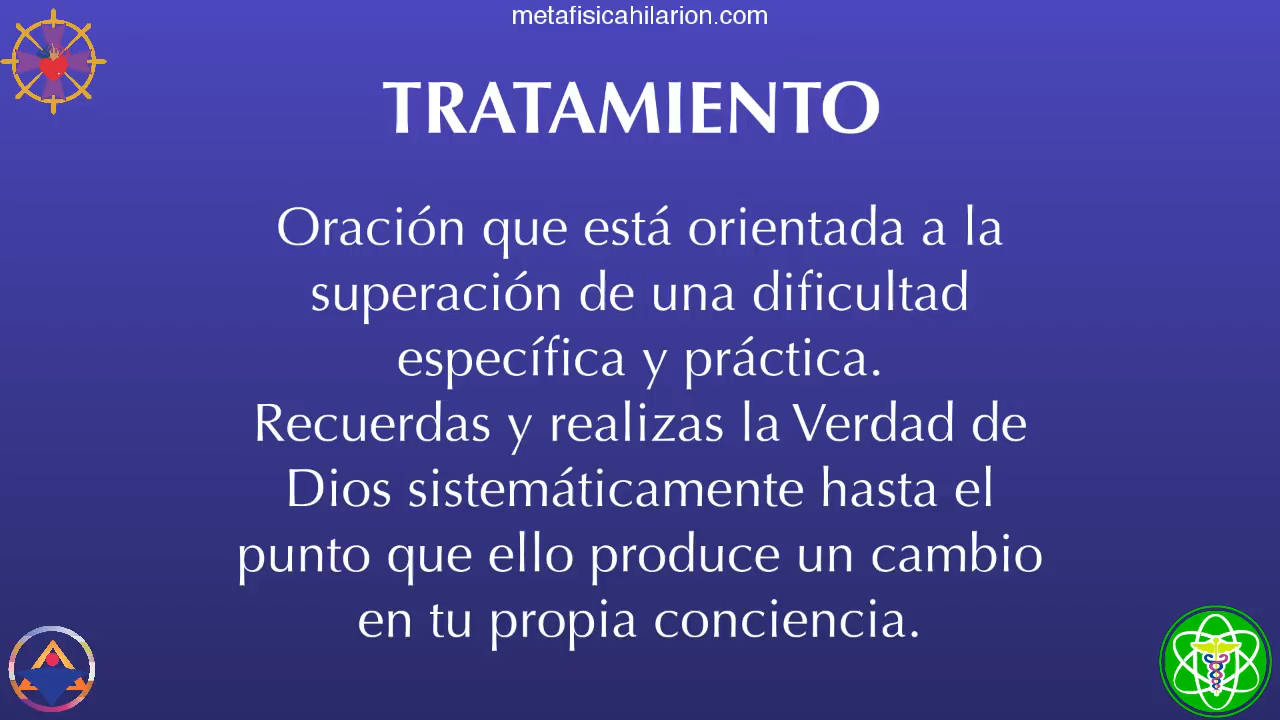 metafisicahilarion.com
TRATAMIENTO
Oración que está orientada a la
superación de una dificultad
específica y práctica.
Recuerdas y realizas la Verdad de
Dios sistemáticamente hasta el
punto que ello produce un cambio
en tu propia conciencia.